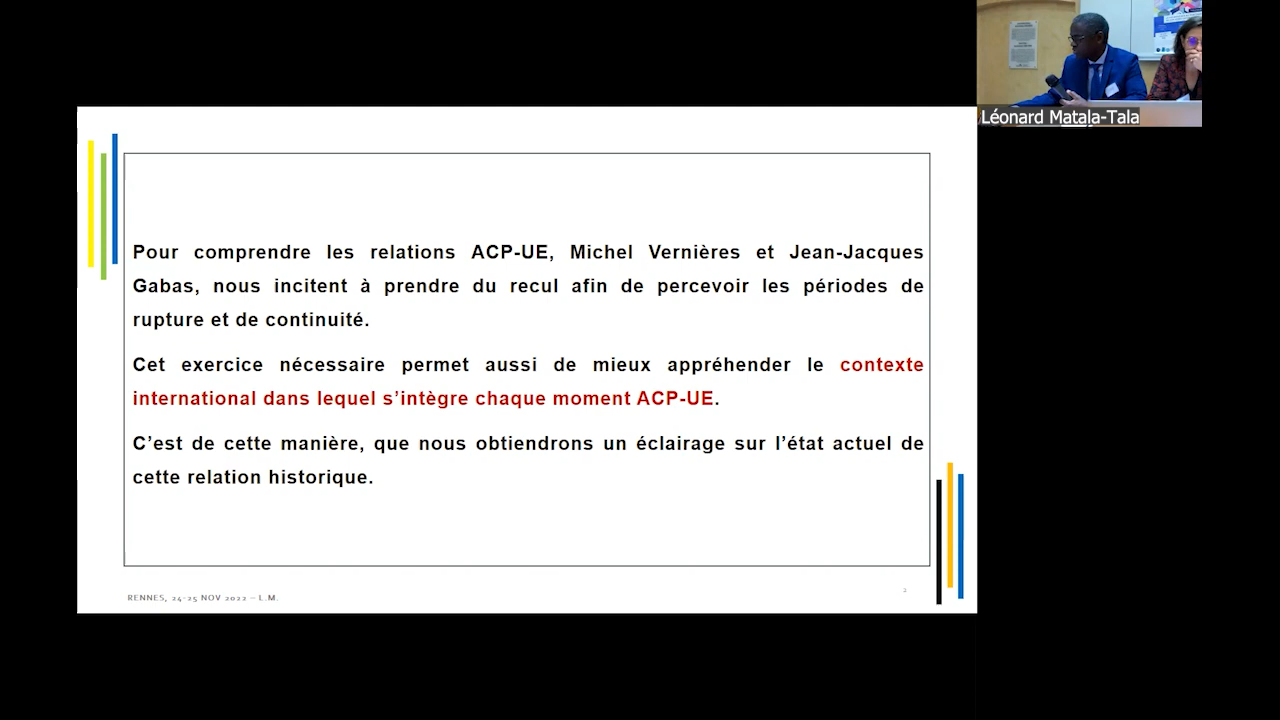 Léonard Matala-Tala
Pour comprendre les relations ACP-UE, Michel Vernières et Jean-Jacques
Gabas, nous incitent à prendre du recul afin de percevoir les périodes de
rupture et de continuité.
Cet exercice nécessaire permet aussi de mieux appréhender le contexte
international dans lequel s’intègre chaque moment ACP-UE.
C’est de cette manière, que nous obtiendrons un éclairage sur l’état actuel de
cette relation historique.
RENNES, 24-25 NOV 2022 – L.M.
2